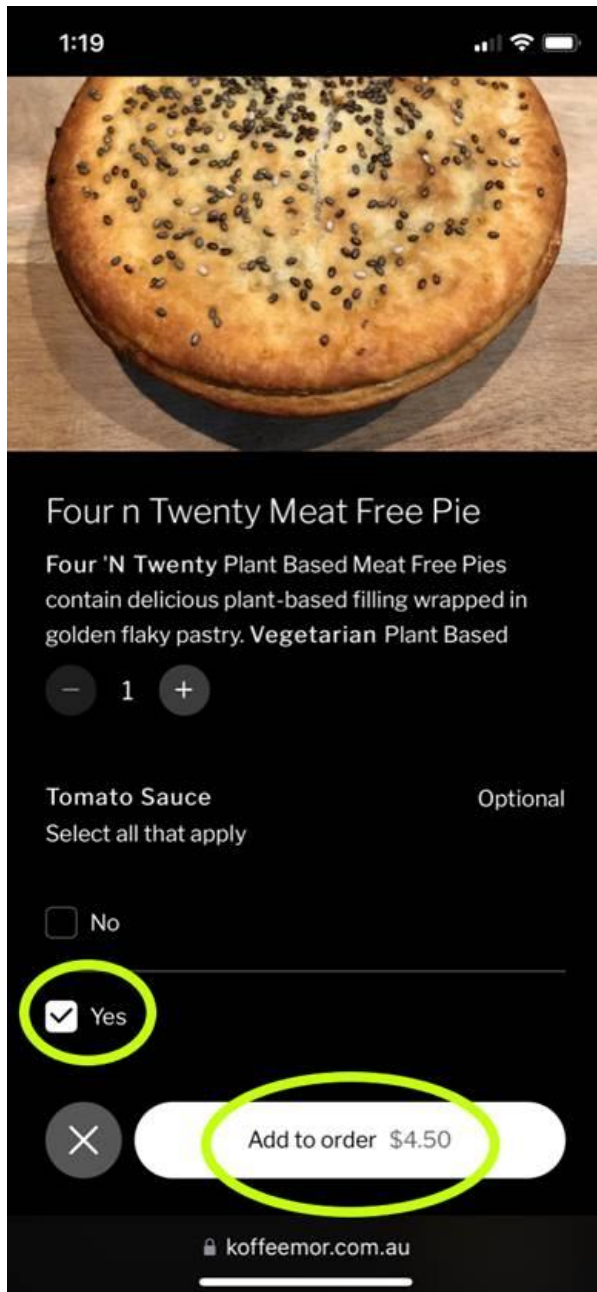 1:19
Four n Twenty Meat Free Pie
Four 'N Twenty Plant Based Meat Free Pies
contain delicious plant-based filling wrapped in
golden flaky pastry. Vegetarian Plant Based
1
Tomato Sauce Optional
Select all that apply
No
Yes
Add to order $4.50
koffeemor.com.au